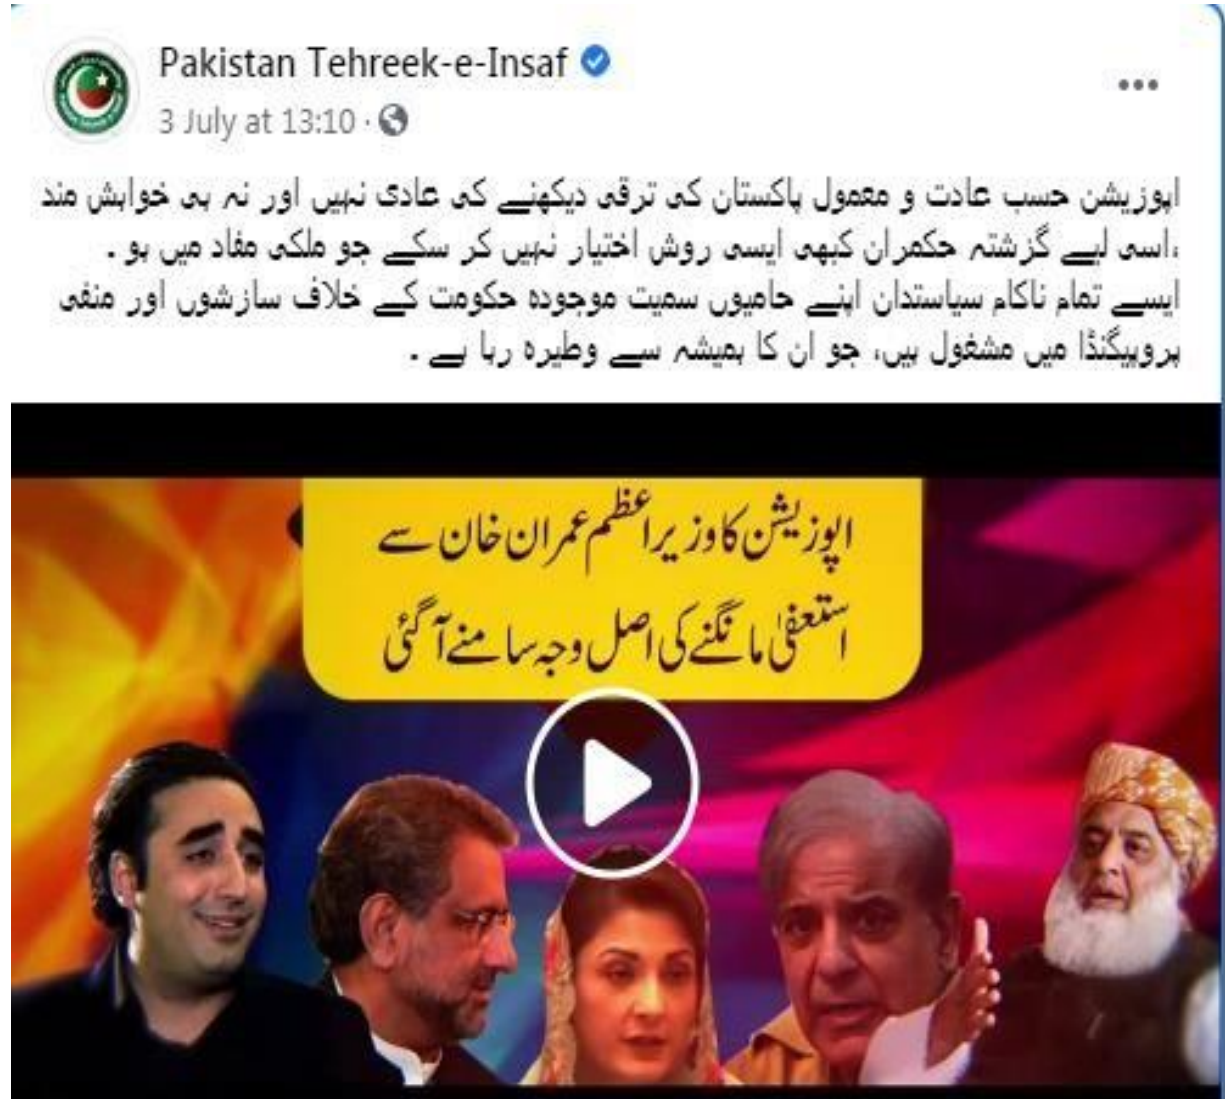 Pakistan Tehreek-e-Insaf
3 July at 13:10 ·
اپوزیشن حسب عادت و معمول پاکستان کی ترقی دیکھنے کی عادی نہیں اور نہ ہی خواہش مند
،اسی لیے گزشتہ حکمران کبھی ایسی روش اختیار نہیں کر سکے جو ملکی مفاد میں ہو ۔
ایسے تمام ناکام سیاستدان اپنے حامیوں سمیت موجودہ حکومت کے خلاف سازشوں اور منفی
پروپیگنڈا میں مشغول ہیں، جو ان کا ہمیشہ سے وطیرہ رہا ہے ۔
اپوزیشن کا وزیراعظم عمران خان سے
استعفیٰ مانگنے کی اصل وجہ سامنے آ گئی